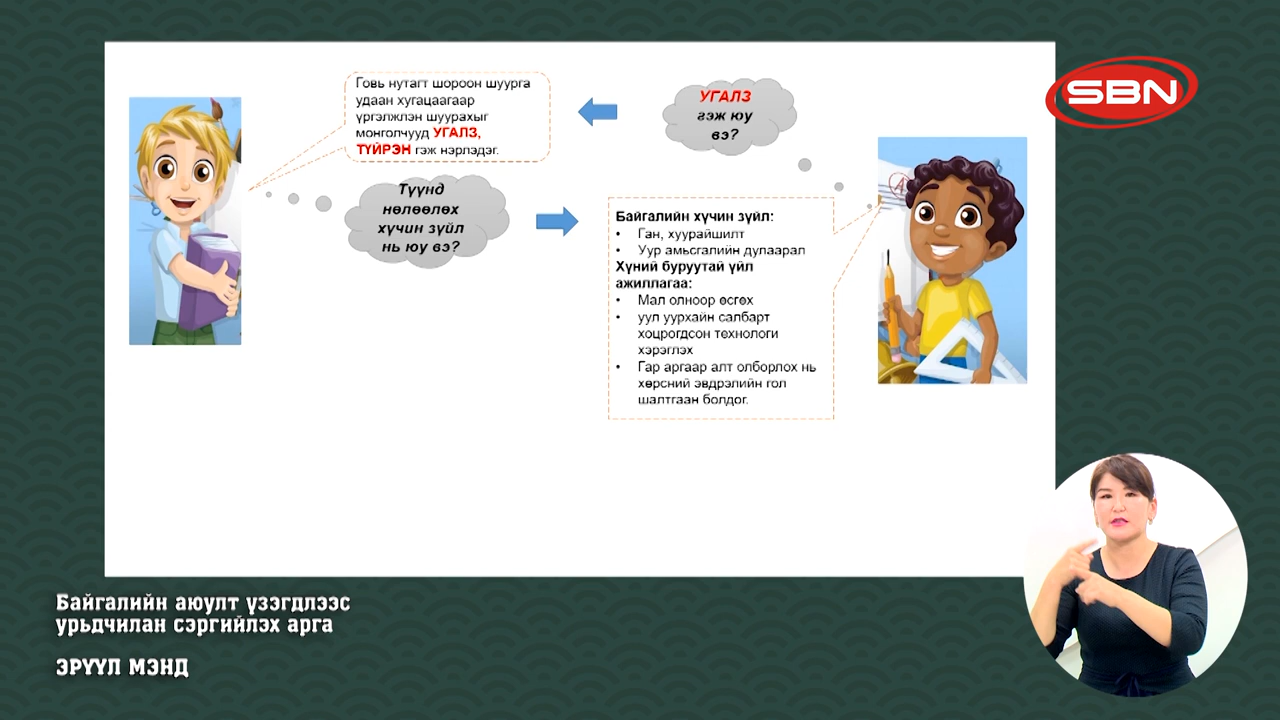 Говь нутагт шороон шуурга
удаан хугацаагаар
үргэлжлэн шуурахыг
монголчууд УГАЛЗ,
ТҮЙРЭН гэж нэрлэдэг.
УГАЛЗ
гэж юу
вэ?
SBN
Түүнд
нөлөөлөх
хүчин зүйл
нь юу вэ?
Байгалийн хүчин зүйл:
• Ган, хуурайшилт
• Уур амьсгалийн дулаарал
Хүний буруутай үйл
ажиллагаа:
• Мал олноор өсгөх
• уул уурхайн салбарт
хоцрогдсон технологи
хэрэглэх
• Гар аргаар алт олборлох нь
хөрсний эвдрэлийн гол
шалтгаан болдог.
Байгалийн аюулт үзэгдлээс
урьдчилан сэргийлэх арга
ЭРҮҮЛ МЭНД